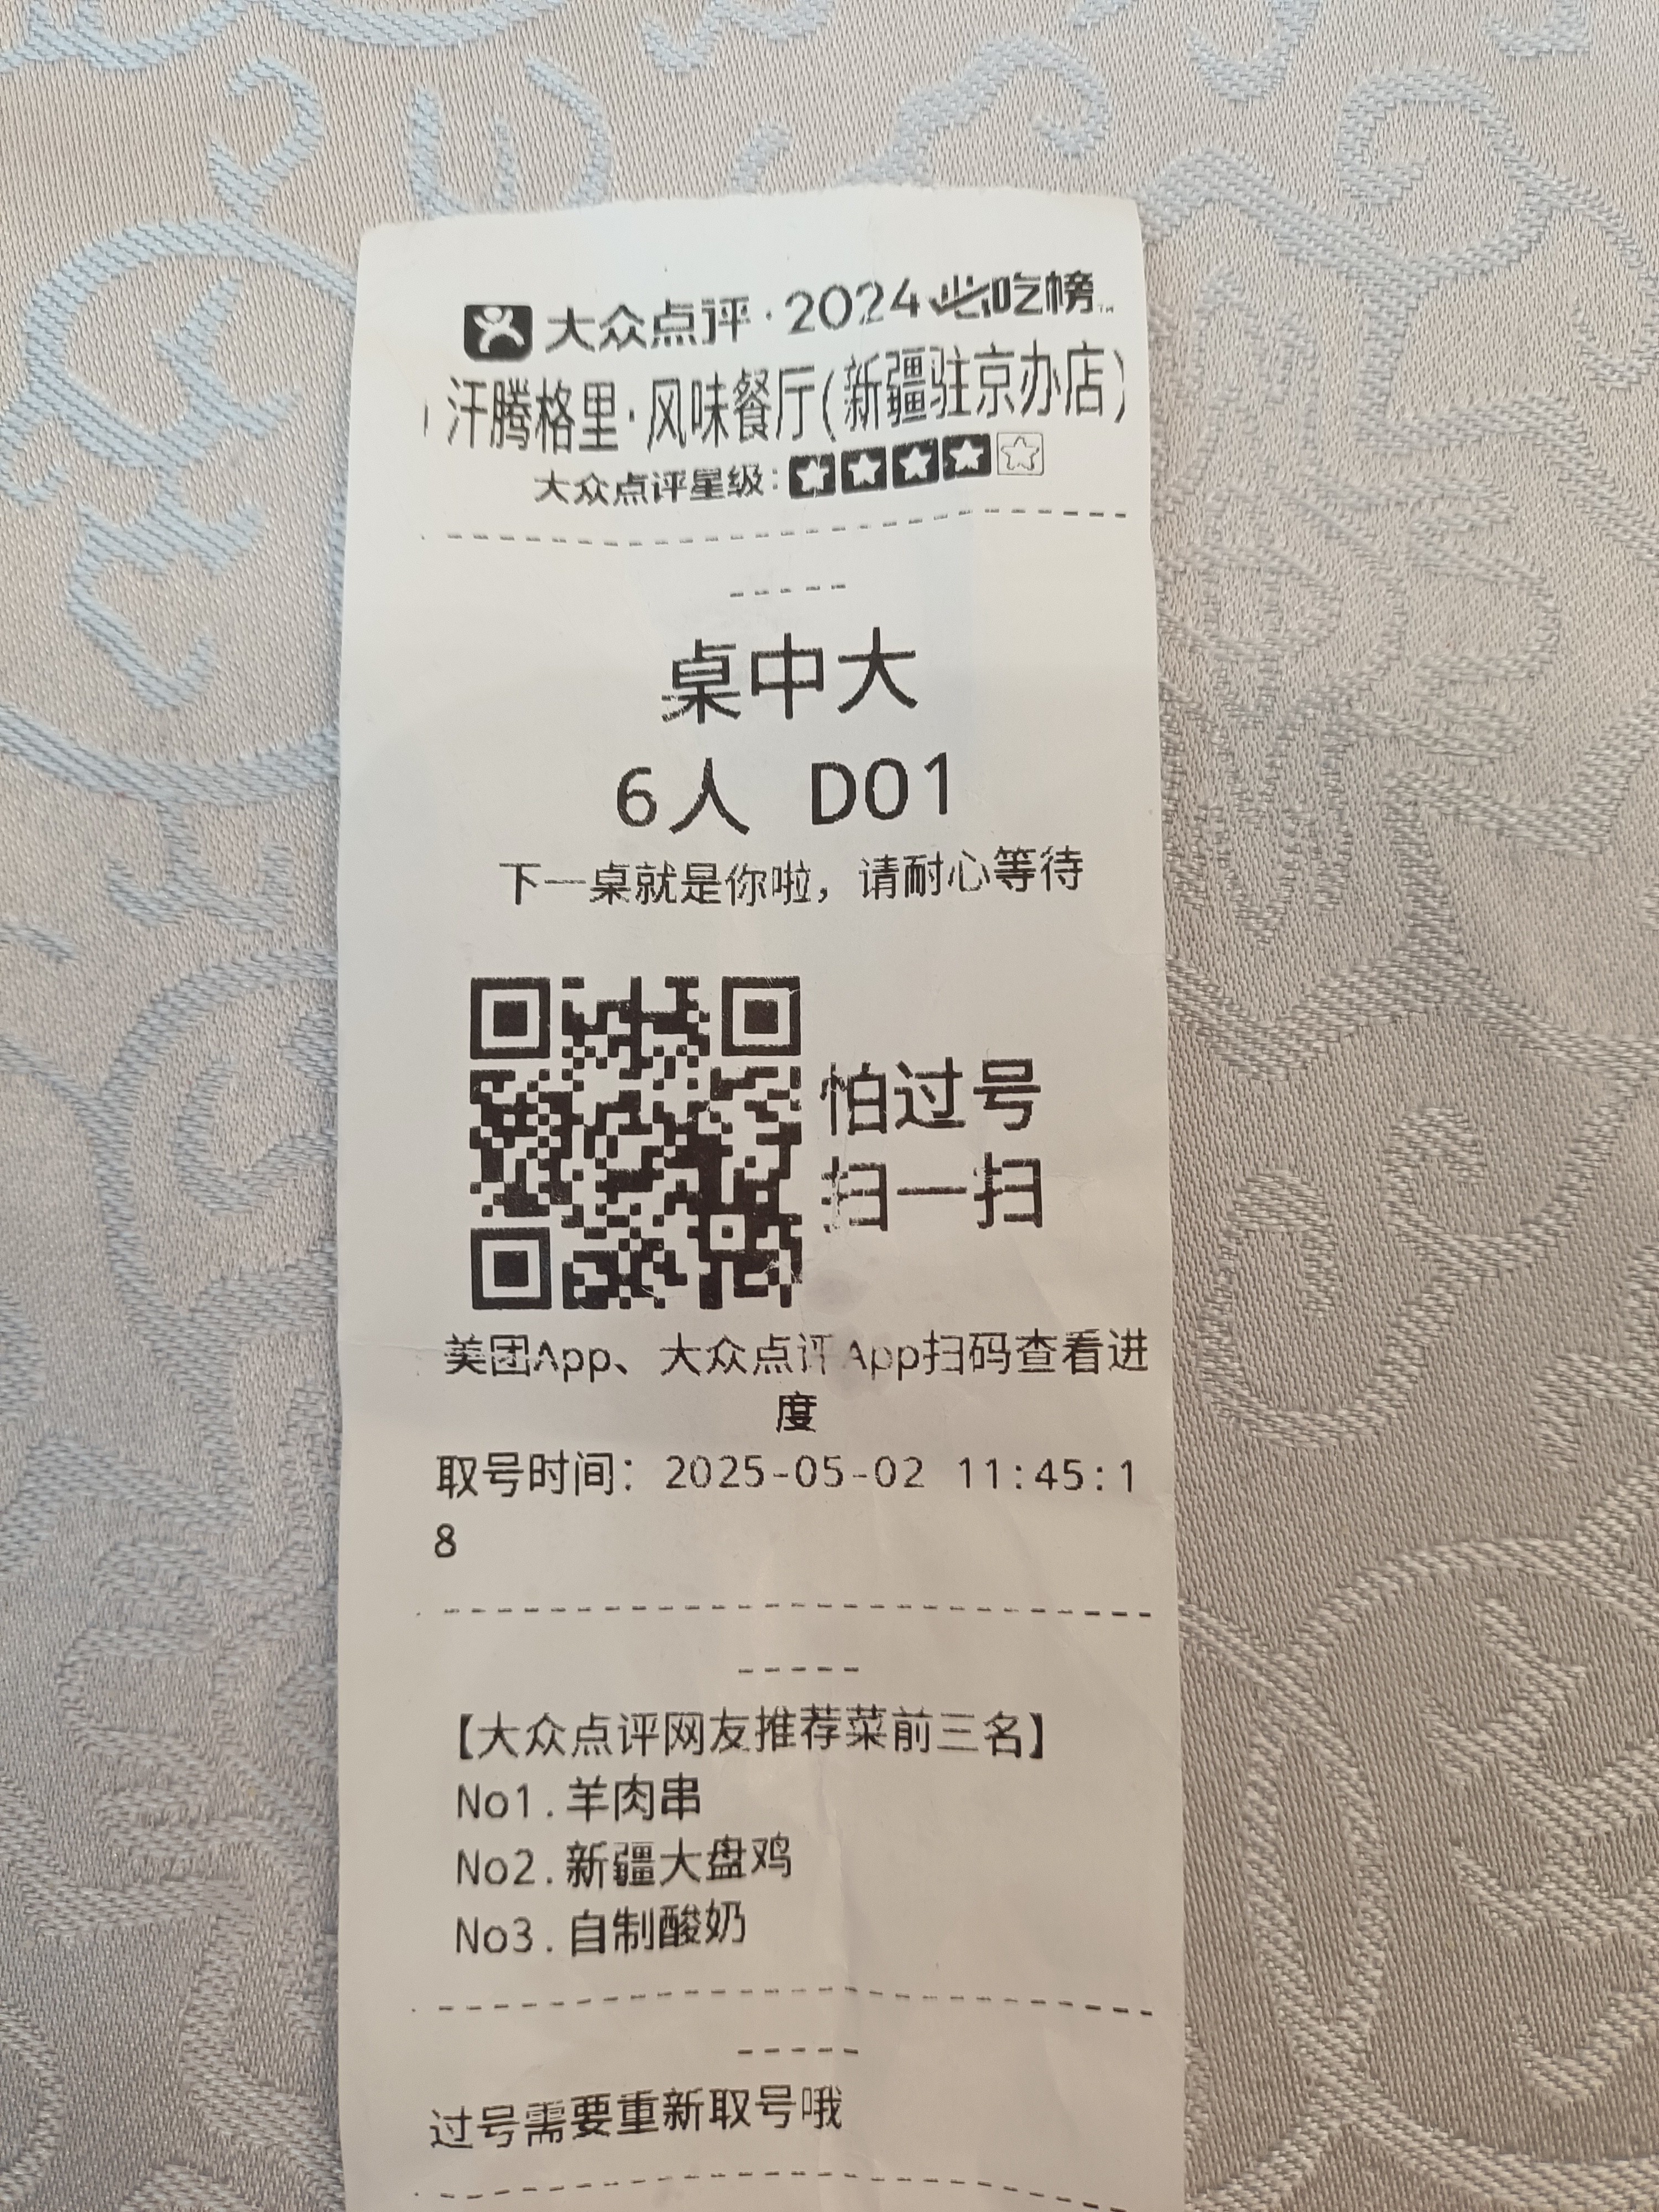 大众点评·2024必吃榜..
汗腾格里·风味餐厅(新疆驻京办店)
大众点评星级:
桌中大
6人 D01
下一桌就是你啦，请耐心等待
怕过号
扫一扫
美团App、大众点评App扫码查看进
度
取号时间：2025-05-02 11:45:1
8
【大众点评网友推荐菜前三名】
No1.羊肉串
No2.新疆大盘鸡
No3.自制酸奶
过号需要重新取号哦